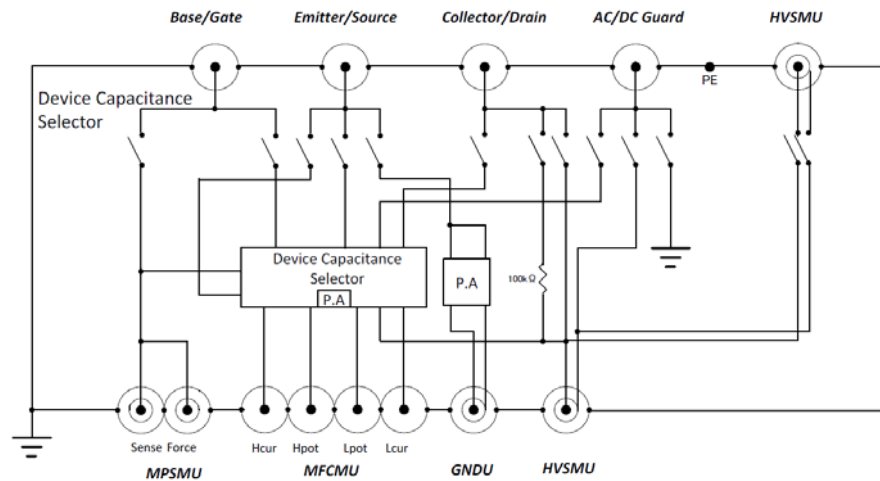 Base/Gate
Emitter/Source
Collector/Drain
AC/DC Guard
HVSMU
PE
Device Capacitance
Selector
Device Capacitance
Selector
P.A
P.A
100kΩ
Sense Force
Hcur
Hpot
Lpot
Lcur
MPSMU
MFCMU
GNDU
HVSMU